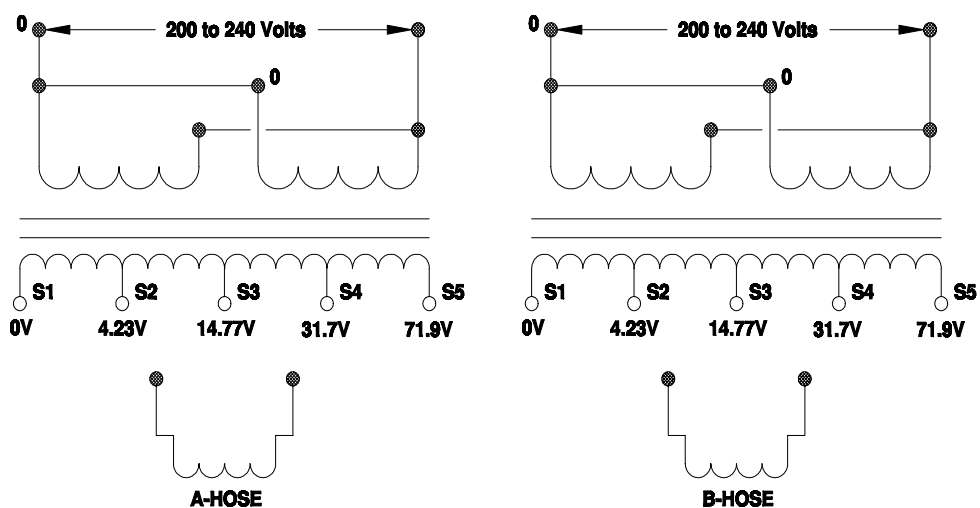 0 200 to 240 Volts
0
S1 S2 S3 S4 S5
0V 4.23V 14.77V 31.7V 71.9V
A-HOSE
0 200 to 240 Volts
0
S1 S2 S3 S4 S5
0V 4.23V 14.77V 31.7V 71.9V
B-HOSE